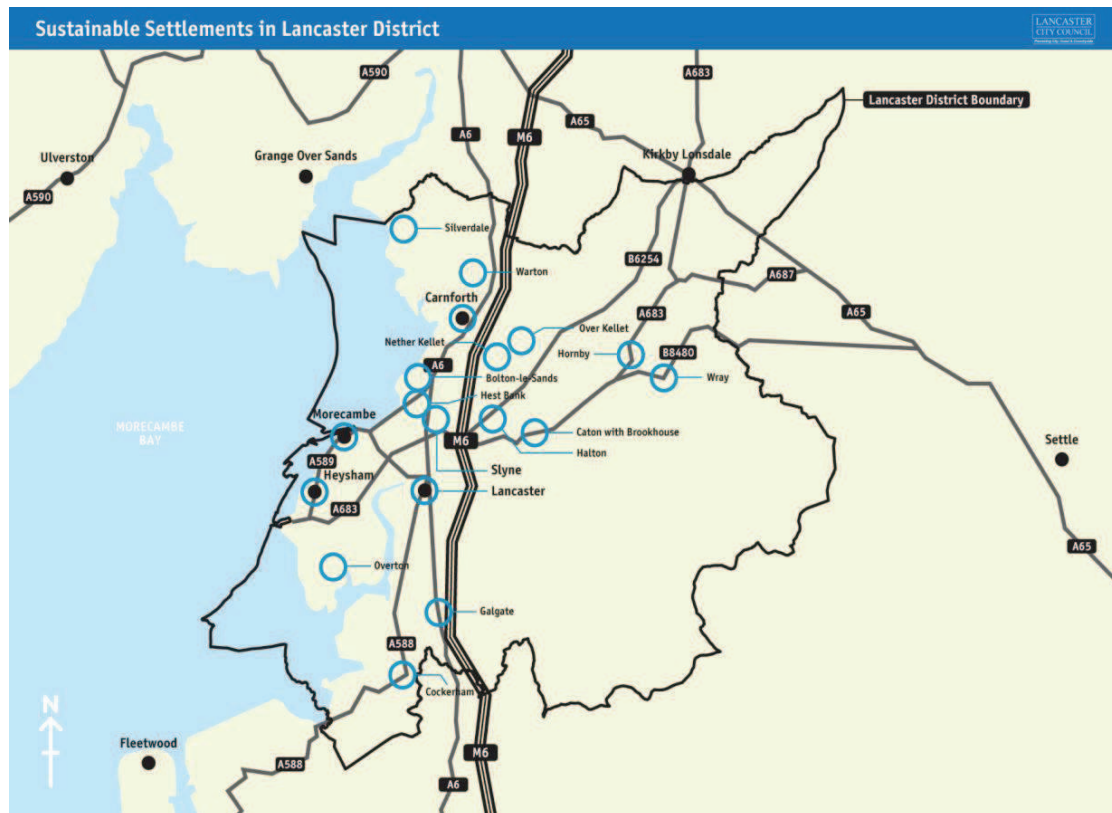 Sustainable Settlements in Lancaster District
LANCASTER
CITY COUNCIL
A590
A683
Lancaster District Boundary
A65
A6
M6
Ulverston
Grange Over Sands
Kirkby Lonsdale
A590
Silverdale
B6254
Warton
A687
Carnforth
A683
A65
Over Kellet
Nether Kellet
Hornby
B8480
A6
Bolton-le-Sands
Wray
Hest Bank
Morecambe
MORECAMBE
BAY
Caton with Brookhouse
M6
Settle
Halton
A589
Heysham
Slyne
Lancaster
A683
A65
Overton
Galgate
A588
Cockerham
N
Fleetwood
M6
A588
A6